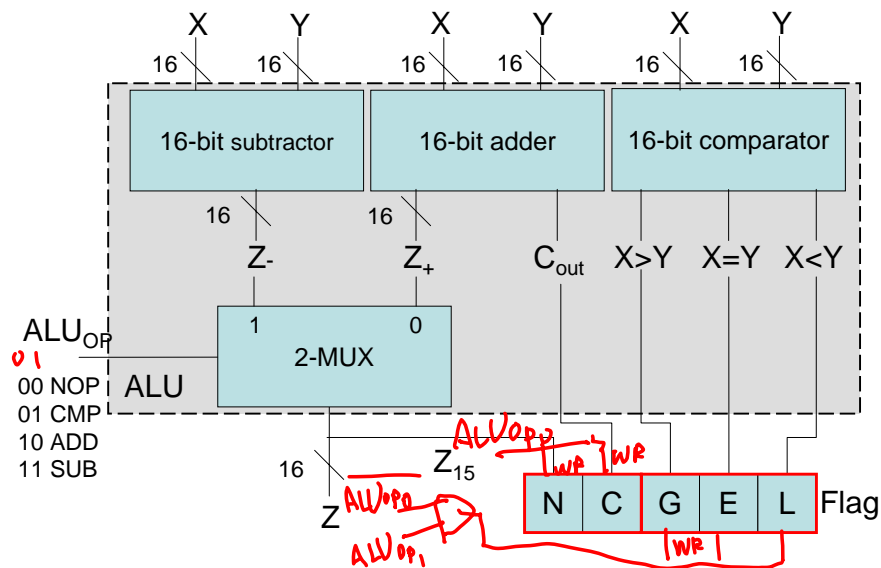 X Y X Y X Y
16 16 16 16 16 16
16-bit subtractor 16-bit adder 16-bit comparator
16 16
Z- Z+ Cout X>Y X=Y X<Y
1 0
ALUOP
2-MUX
01
00 NOP
ALU
01 CMP
10 ADD
11 SUB
ALUOP0
WR WR
16
Z15
Z
N C G E L Flag
ALUOP0
ALUOP1
WR